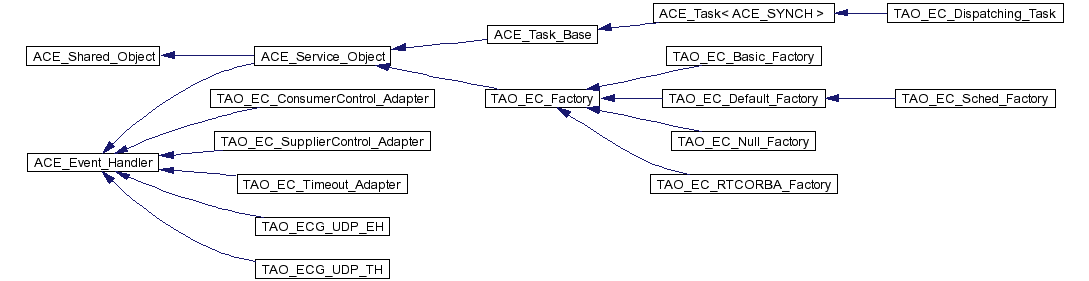 ACE_Task< ACE_SYNCH >
TAO_EC_Dispatching_Task
ACE_Task_Base
ACE_Shared_Object
ACE_Service_Object
TAO_EC_Basic_Factory
TAO_EC_ConsumerControl_Adapter
TAO_EC_Factory
TAO_EC_Default_Factory
TAO_EC_Sched_Factory
TAO_EC_SupplierControl_Adapter
TAO_EC_Null_Factory
ACE_Event_Handler
TAO_EC_Timeout_Adapter
TAO_EC_RTCORBA_Factory
TAO_ECG_UDP_EH
TAO_ECG_UDP_TH